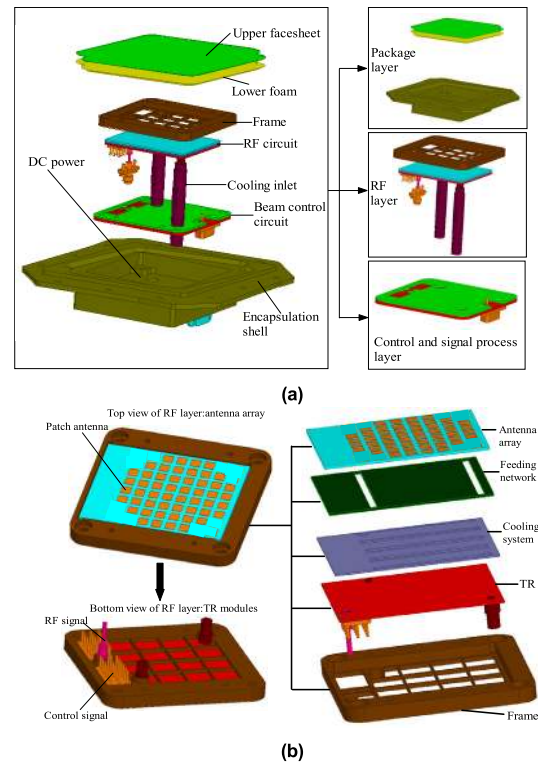 Upper facesheet
Lower foam
Frame
RF circuit
DC power
Cooling inlet
Beam control
circuit
Encapsulation
shell
Package
layer
RF
layer
Control and signal process
layer
(a)
Top view of RF layer:antenna array
Patch antenna
Bottom view of RF layer:TR modules
RF signal
Control signal
Antenna
array
Feeding
network
Cooling
system
TR
Frame
(b)